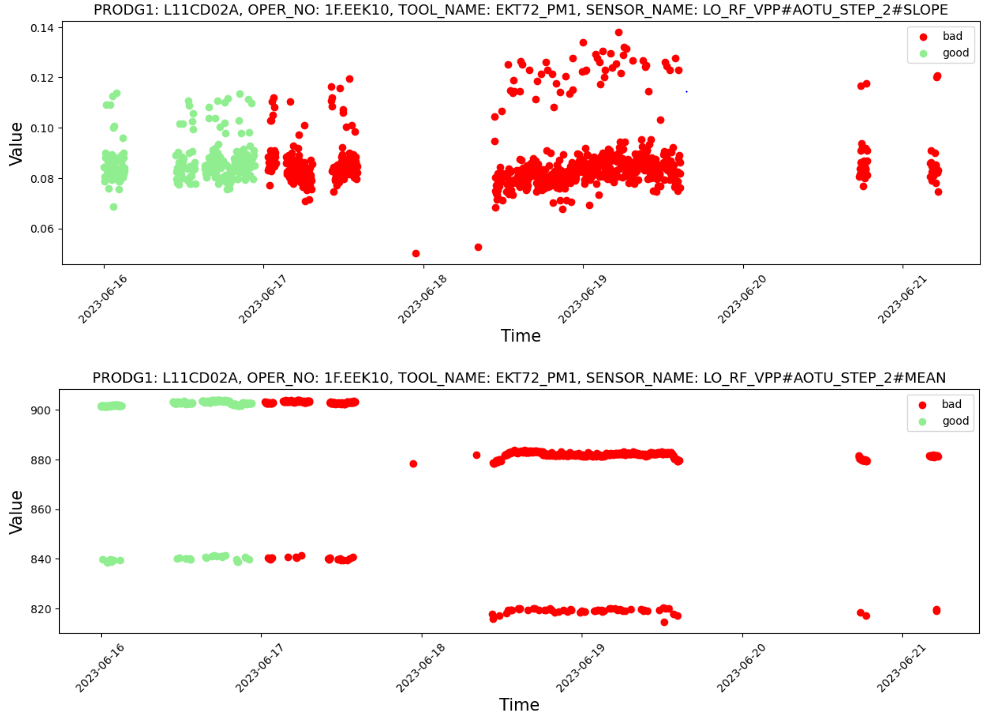 PRODG1: L11CD02A, OPER_NO: 1F.EEK10, TOOL_NAME: EKT72_PM1, SENSOR_NAME: LO_RF_VPP#AOTU_STEP_2#SLOPE
0.14
0.12
0.10
0.08
0.06
Value
bad
good
2023-06-16
2023-06-17
2023-06-18
2023-06-19
2023-06-20
2023-06-21
Time
PRODG1: L11CD02A, OPER_NO: 1F.EEK10, TOOL_NAME: EKT72_PM1, SENSOR_NAME: LO_RF_VPP#AOTU_STEP_2#MEAN
900
880
860
840
820
Value
bad
good
2023-06-16
2023-06-17
2023-06-18
2023-06-19
2023-06-20
2023-06-21
Time